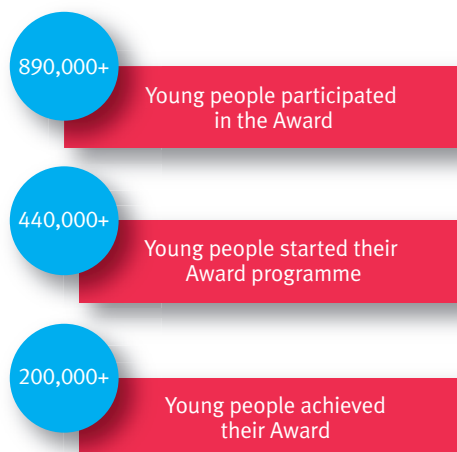 890,000+
Young people participated
in the Award
440,000+
Young people started their
Award programme
200,000+
Young people achieved
their Award